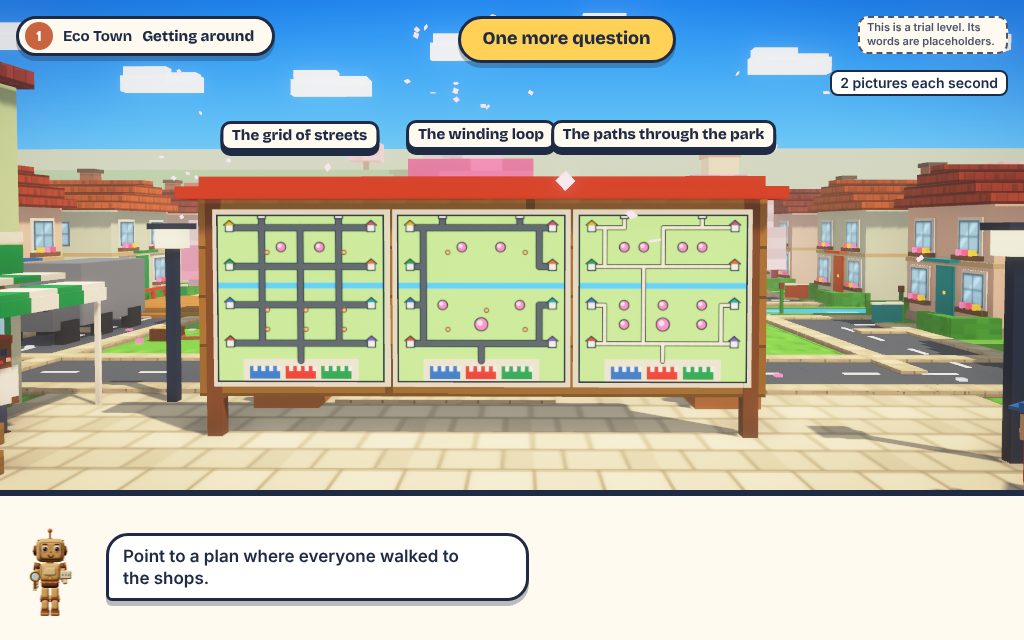 1 Eco Town Getting around
One more question
This is a trial level. Its
words are placeholders.
2 pictures each second
The grid of streets
The winding loop
The paths through the park
Point to a plan where everyone walked to
the shops.